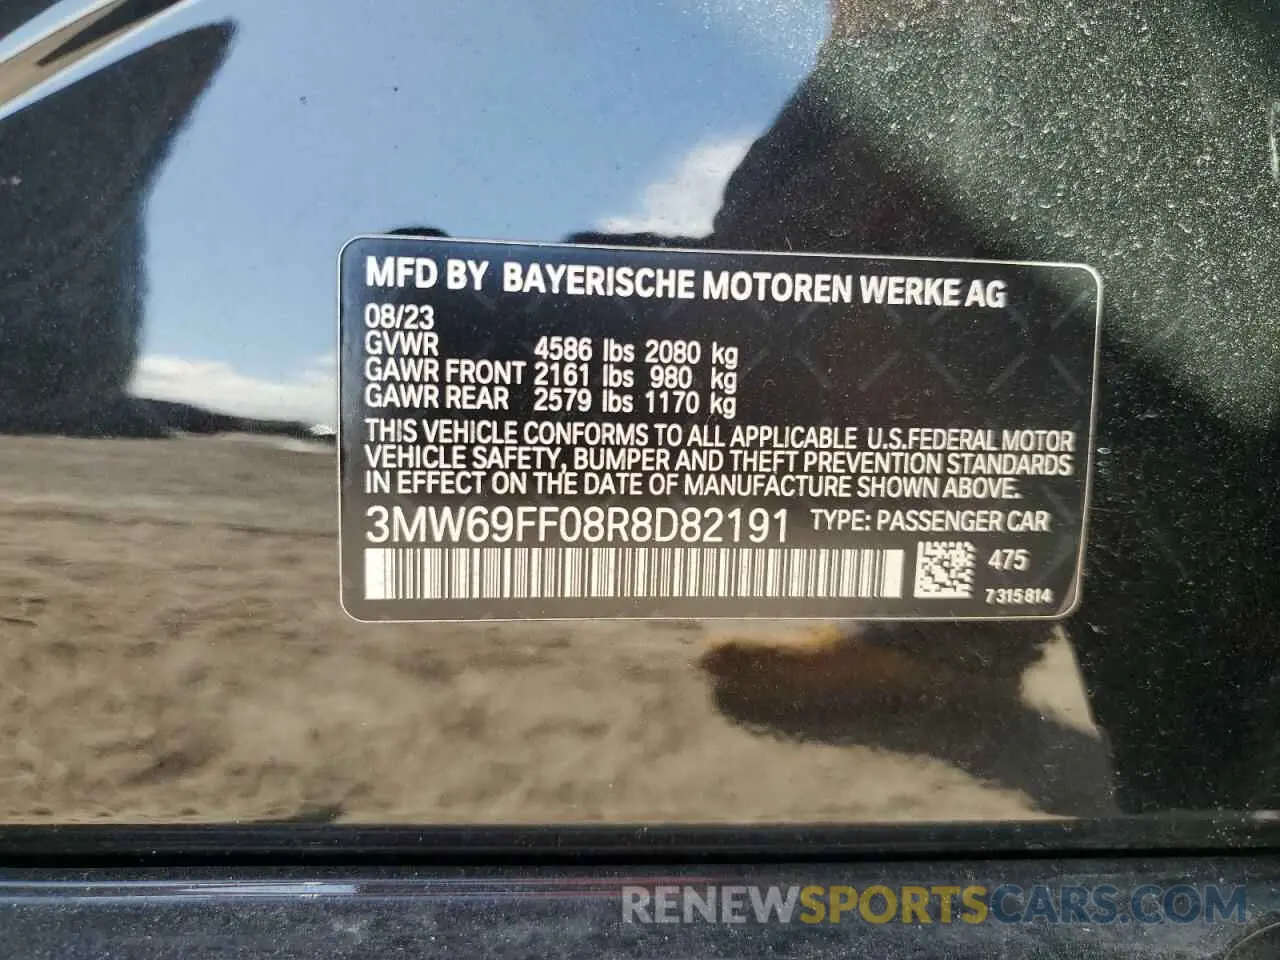 MFD BY BAYERISCHE MOTOREN WERKE AG
08/23
GVWR 4586 lbs 2080 kg
GAWR FRONT 2161 lbs 980 kg
GAWR REAR 2579 lbs 1170 kg
THIS VEHICLE CONFORMS TO ALL APPLICABLE U.S.FEDERAL MOTOR
VEHICLE SAFETY, BUMPER AND THEFT PREVENTION STANDARDS
IN EFFECT ON THE DATE OF MANUFACTURE SHOWN ABOVE.
3MW69FF08R8D82191 TYPE: PASSENGER CAR
475
7315814
RENEWSPORTSCARS.COM